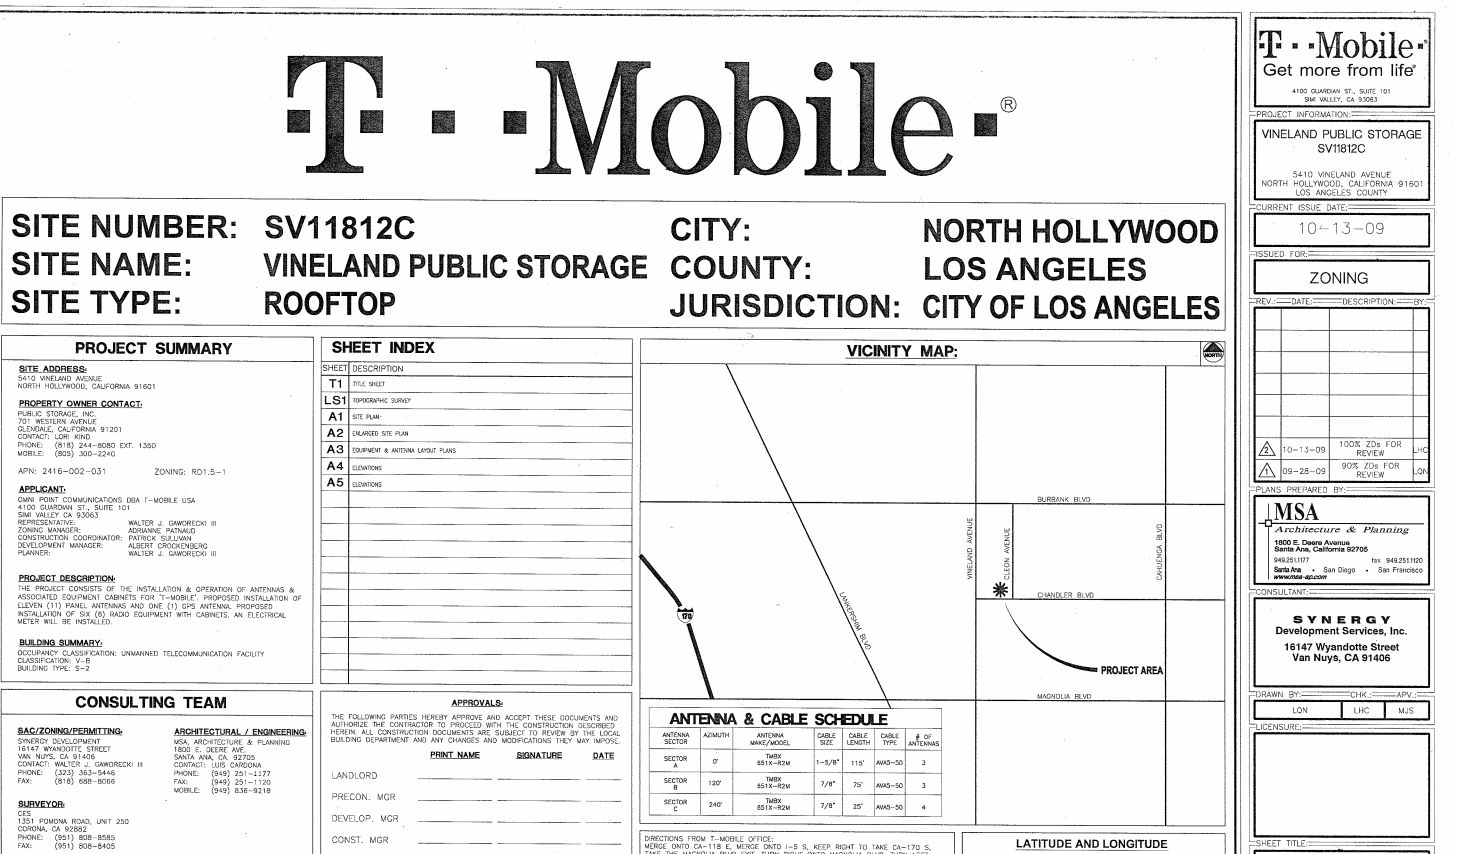 T··Mobile·®
SITE NUMBER: SV11812C
SITE NAME: VINELAND PUBLIC STORAGE
SITE TYPE: ROOFTOP
CITY: NORTH HOLLYWOOD
COUNTY: LOS ANGELES
JURISDICTION: CITY OF LOS ANGELES
PROJECT SUMMARY
SITE ADDRESS:
5410 VINELAND AVENUE
NORTH HOLLYWOOD, CALIFORNIA 91601
PROPERTY OWNER CONTACT:
PUBLIC STORAGE, INC.
701 WESTERN AVENUE
GLENDALE, CALIFORNIA 91201
CONTACT: LORI KIND
PHONE: (818) 244-8080 EXT. 1350
MOBILE: (805) 300-2240
APN: 2416-002-031 ZONING: RD1.5-1
APPLICANT:
OMNI POINT COMMUNICATIONS DBA T-MOBILE USA
4100 GUARDIAN ST., SUITE 101
SIMI VALLEY CA 93063
REPRESENTATIVE: WALTER J. GAWORECKI III
ZONING MANAGER: ADRIANNE PATNAUD
CONSTRUCTION COORDINATOR: PATRICK SULLIVAN
DEVELOPMENT MANAGER: ALBERT CROCKENBERG
PLANNER: WALTER J. GAWORECKI III
PROJECT DESCRIPTION:
THE PROJECT CONSISTS OF THE INSTALLATION & OPERATION OF ANTENNAS &
ASSOCIATED EQUIPMENT CABINETS FOR 'T-MOBILE'. PROPOSED INSTALLATION OF
ELEVEN (11) PANEL ANTENNAS AND ONE (1) GPS ANTENNA. PROPOSED
INSTALLATION OF SIX (6) RADIO EQUIPMENT WITH CABINETS. AN ELECTRICAL
METER WILL BE INSTALLED.
BUILDING SUMMARY:
OCCUPANCY CLASSIFICATION: UNMANNED TELECOMMUNICATION FACILITY
CLASSIFICATION: V-B
BUILDING TYPE: S-2
CONSULTING TEAM
SAC/ZONING/PERMITTING:
SYNERGY DEVELOPMENT
16147 WYANDOTTE STREET
VAN NUYS, CA 91406
CONTACT: WALTER J. GAWORECKI III
PHONE: (323) 363-5446
FAX: (818) 688-8066
SURVEYOR:
CES
1351 POMONA ROAD, UNIT 250
CORONA, CA 92882
PHONE: (951) 808-8585
FAX: (951) 808-8405
ARCHITECTURAL / ENGINEERING:
MSA, ARCHITECTURE & PLANNING
1800 E. DEERE AVE.
SANTA ANA, CA. 92705
CONTACT: LUIS CARDONA
PHONE: (949) 251-1177
FAX: (949) 251-1120
MOBILE: (949) 836-9218
SHEET INDEX
SHEET DESCRIPTION
T1 TITLE SHEET
LS1 TOPOGRAPHIC SURVEY
A1 SITE PLAN
A2 ENLARGED SITE PLAN
A3 EQUIPMENT & ANTENNA LAYOUT PLANS
A4 ELEVATIONS
A5 ELEVATIONS
APPROVALS:
THE FOLLOWING PARTIES HEREBY APPROVE AND ACCEPT THESE DOCUMENTS AND
AUTHORIZE THE CONTRACTOR TO PROCEED WITH THE CONSTRUCTION DESCRIBED
HEREIN. ALL CONSTRUCTION DOCUMENTS ARE SUBJECT TO REVIEW BY THE LOCAL
BUILDING DEPARTMENT AND ANY CHANGES AND MODIFICATIONS THEY MAY IMPOSE.
PRINT NAME SIGNATURE DATE
LANDLORD
PRECON. MGR
DEVELOP. MGR
CONST. MGR
VICINITY MAP:
NORTH
BURBANK BLVD
VINELAND AVENUE
CLEON AVENUE
CAHUENGA BLVD
CHANDLER BLVD
LANKERSHIM BLVD
170
PROJECT AREA
MAGNOLIA BLVD
ANTENNA & CABLE SCHEDULE
ANTENNA SECTOR AZIMUTH ANTENNA MAKE/MODEL CABLE SIZE CABLE LENGTH CABLE TYPE # OF ANTENNAS
SECTOR A 0° TMBX 651X-R2M 1-5/8" 115' AVA5-50 3
SECTOR B 120° TMBX 651X-R2M 7/8" 75' AVA5-50 3
SECTOR C 240° TMBX 651X-R2M 7/8" 25' AVA5-50 4
DIRECTIONS FROM T-MOBILE OFFICE:
MERGE ONTO CA-118 E, MERGE ONTO I-5 S, KEEP RIGHT TO TAKE CA-170 S,
LATITUDE AND LONGITUDE
T··Mobile·®
Get more from life®
4100 GUARDIAN ST., SUITE 101
SIMI VALLEY, CA 93063
PROJECT INFORMATION:
VINELAND PUBLIC STORAGE
SV11812C
5410 VINELAND AVENUE
NORTH HOLLYWOOD, CALIFORNIA 91601
LOS ANGELES COUNTY
CURRENT ISSUE DATE:
10-13-09
ISSUED FOR:
ZONING
REV.: DATE: DESCRIPTION: BY:
2 10-13-09 100% ZDs FOR REVIEW LHC
1 09-28-09 90% ZDs FOR REVIEW LQN
PLANS PREPARED BY:
MSA
Architecture & Planning
1800 E. Deere Avenue
Santa Ana, California 92705
949.251.1177 fax 949.251.1120
Santa Ana • San Diego • San Francisco
www.msa-ap.com
CONSULTANT:
SYNERGY
Development Services, Inc.
16147 Wyandotte Street
Van Nuys, CA 91406
DRAWN BY: CHK.: APV.:
LQN LHC MJS
LICENSURE:
SHEET TITLE: